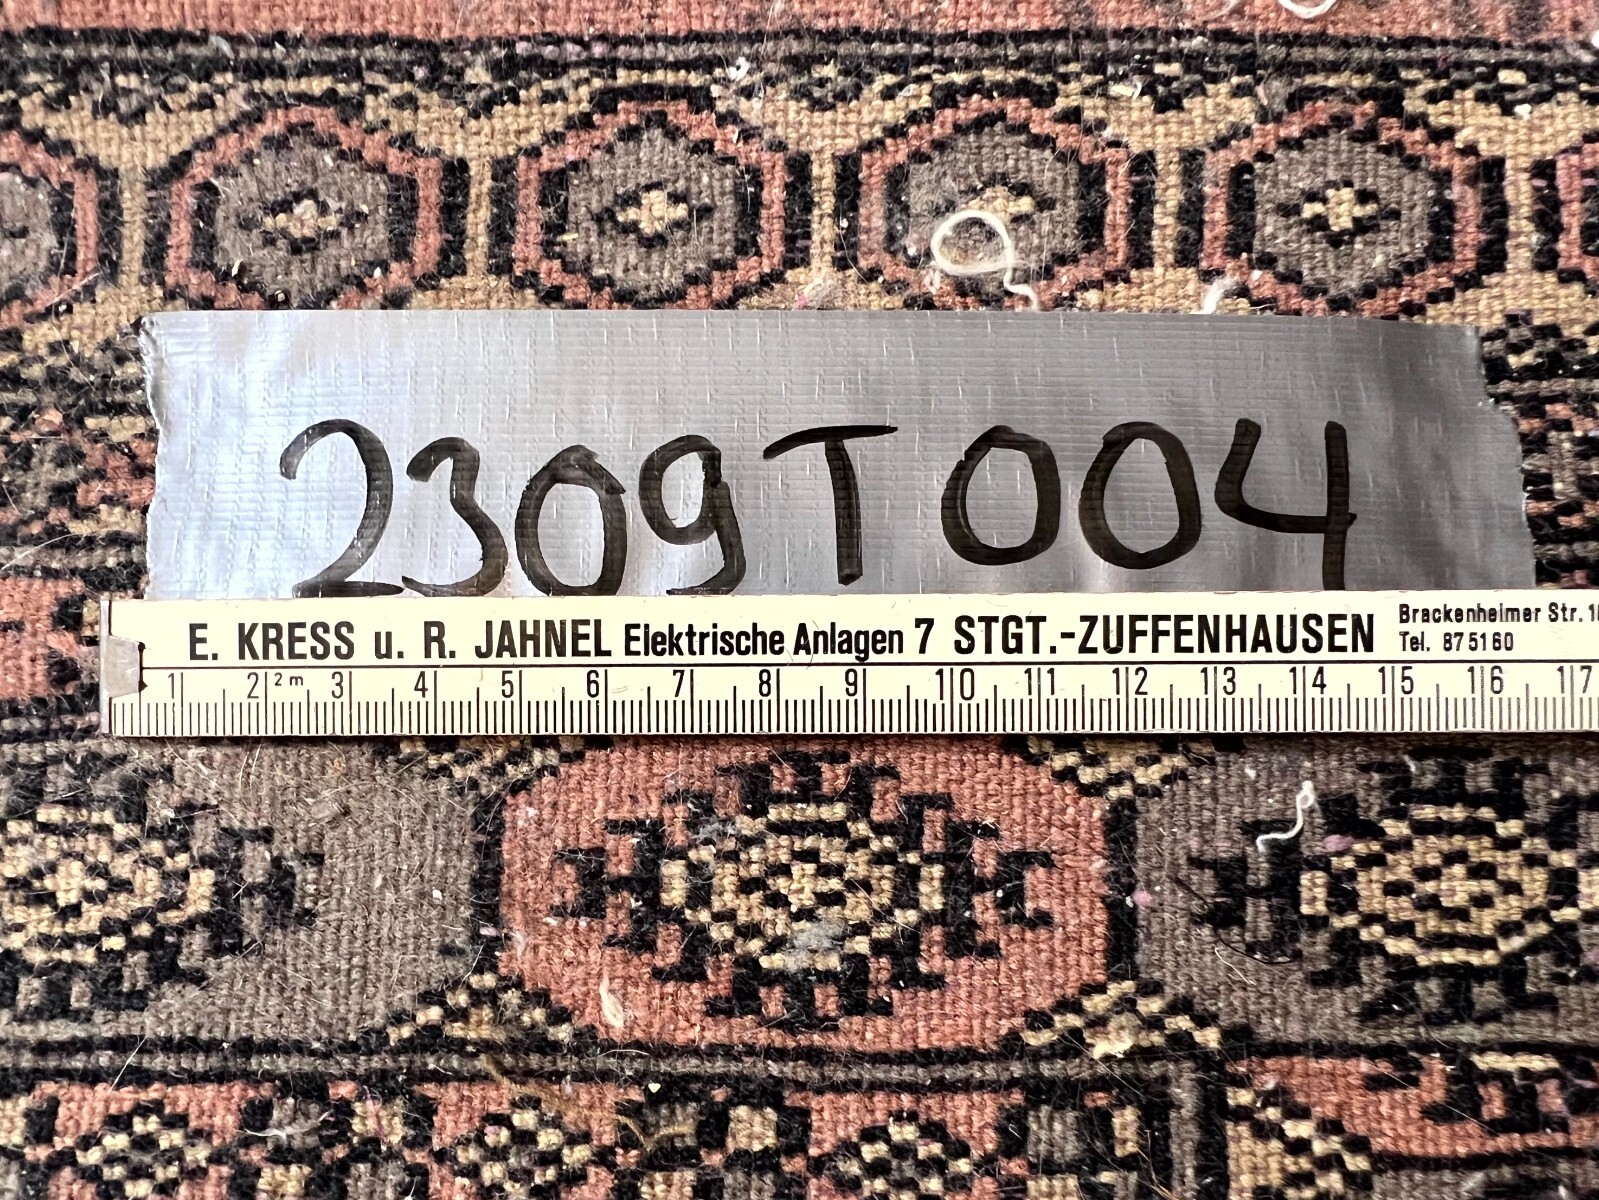 2309T004
E. KRESS u. R. JAHNEL Elektrische Anlagen 7 STGT.-ZUFFENHAUSEN
Brackenheimer Str.
Tel. 875160
1 2 2m 3 4 5 6 7 8 9 10 11 12 13 14 15 16 17